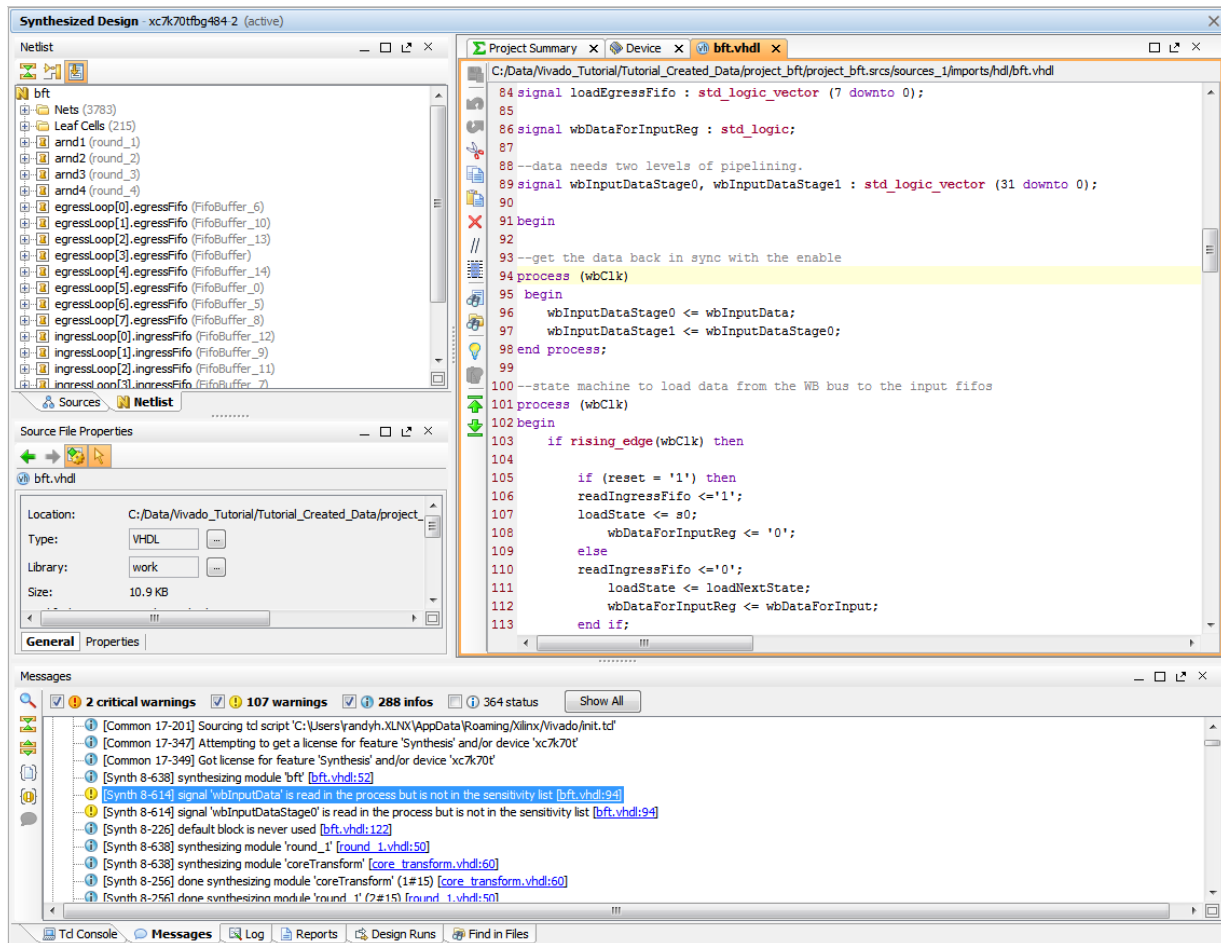 Synthesized Design - xc7k70tfbg484-2 (active)
Netlist
bft
Nets (3783)
Leaf Cells (215)
arnd1 (round_1)
arnd2 (round_2)
arnd3 (round_3)
arnd4 (round_4)
egressLoop[0].egressFifo (FifoBuffer_6)
egressLoop[1].egressFifo (FifoBuffer_10)
egressLoop[2].egressFifo (FifoBuffer_13)
egressLoop[3].egressFifo (FifoBuffer)
egressLoop[4].egressFifo (FifoBuffer_14)
egressLoop[5].egressFifo (FifoBuffer_0)
egressLoop[6].egressFifo (FifoBuffer_5)
egressLoop[7].egressFifo (FifoBuffer_8)
ingressLoop[0].ingressFifo (FifoBuffer_12)
ingressLoop[1].ingressFifo (FifoBuffer_9)
ingressLoop[2].ingressFifo (FifoBuffer_11)
ingressLoop[3].ingressFifo (FifoBuffer_7)
Sources Netlist
Source File Properties
bft.vhdl
Location: C:/Data/Vivado_Tutorial/Tutorial_Created_Data/project_
Type: VHDL ...
Library: work ...
Size: 10.9 KB
General Properties
Project Summary Device bft.vhdl
C:/Data/Vivado_Tutorial/Tutorial_Created_Data/project_bft/project_bft.srcs/sources_1/imports/hdl/bft.vhdl
84 signal loadEgressFifo : std_logic_vector (7 downto 0);
85
86 signal wbDataForInputReg : std_logic;
87
88 --data needs two levels of pipelining.
89 signal wbInputDataStage0, wbInputDataStage1 : std_logic_vector (31 downto 0);
90
91 begin
92
93 --get the data back in sync with the enable
94 process (wbClk)
95 begin
96 wbInputDataStage0 <= wbInputData;
97 wbInputDataStage1 <= wbInputDataStage0;
98 end process;
99
100 --state machine to load data from the WB bus to the input fifos
101 process (wbClk)
102 begin
103 if rising_edge(wbClk) then
104
105 if (reset = '1') then
106 readIngressFifo <='1';
107 loadState <= s0;
108 wbDataForInputReg <= '0';
109 else
110 readIngressFifo <='0';
111 loadState <= loadNextState;
112 wbDataForInputReg <= wbDataForInput;
113 end if;
Messages
2 critical warnings 107 warnings 288 infos 364 status Show All
[Common 17-201] Sourcing tcl script 'C:\Users\randyh.XLNX\AppData\Roaming/Xilinx/Vivado/init.tcl'
[Common 17-347] Attempting to get a license for feature 'Synthesis' and/or device 'xc7k70t'
[Common 17-349] Got license for feature 'Synthesis' and/or device 'xc7k70t'
[Synth 8-638] synthesizing module 'bft' [bft.vhdl:52]
[Synth 8-614] signal 'wbInputData' is read in the process but is not in the sensitivity list [bft.vhdl:94]
[Synth 8-614] signal 'wbInputDataStage0' is read in the process but is not in the sensitivity list [bft.vhdl:94]
[Synth 8-226] default block is never used [bft.vhdl:122]
[Synth 8-638] synthesizing module 'round_1' [round_1.vhdl:50]
[Synth 8-638] synthesizing module 'coreTransform' [core_transform.vhdl:60]
[Synth 8-256] done synthesizing module 'coreTransform' (1#15) [core_transform.vhdl:60]
[Synth 8-256] done synthesizing module 'round_1' (2#15) [round_1.vhdl:50]
Tcl Console Messages Log Reports Design Runs Find in Files